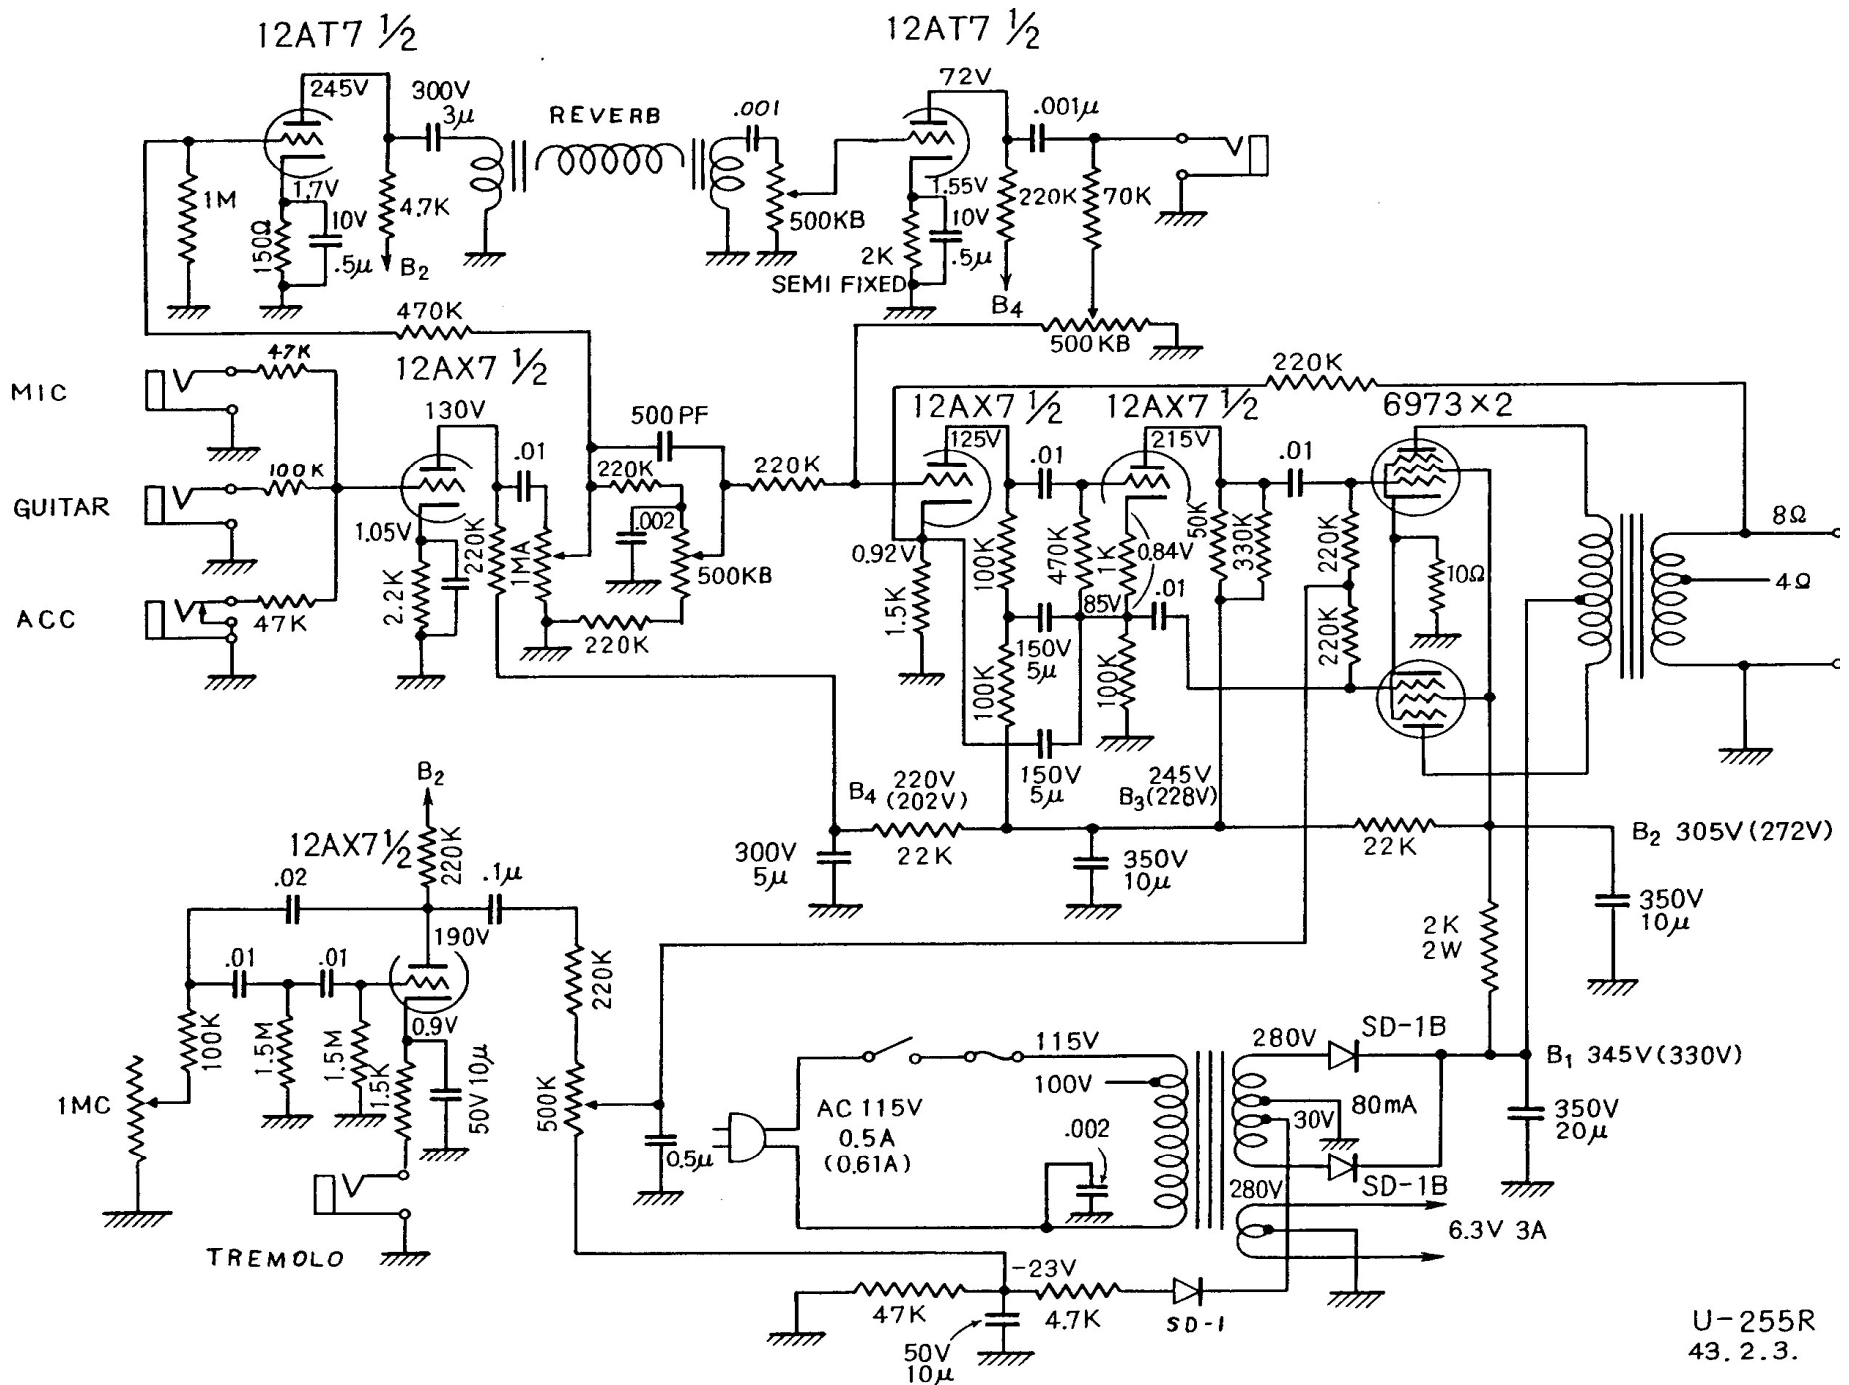 12AT7 ½
12AT7 ½
245V
300V
3μ
REVERB
.001
72V
.001μ
1M
1.7V
10V
150Ω
.5μ
4.7K
B2
500KB
1.55V
10V
2K
.5μ
SEMI FIXED
220K
70K
B4
470K
500KB
47K
MIC
12AX7 ½
130V
500PF
220K
12AX7 ½
12AX7 ½
6973×2
125V
215V
.01
220K
220K
.01
.01
100K
GUITAR
8Ω
1.05V
220K
1MA
.002
500KB
0.92V
100K
470K
1K
0.84V
50K
330K
220K
10Ω
4Ω
2.2K
1.5K
85V
.01
47K
ACC
220K
150V
5μ
100K
100K
220K
150V
5μ
B2
B4
220V
(202V)
245V
B3(228V)
12AX7½
220K
300V
5μ
22K
350V
10μ
22K
B2 305V(272V)
.02
.1μ
350V
10μ
190V
2K
2W
.01
.01
220K
100K
1.5M
1.5M
0.9V
1.5K
50V 10μ
1MC
500K
0.5μ
115V
100V
AC 115V
0.5A
(0.61A)
.002
280V
SD-1B
B1 345V(330V)
80mA
30V
350V
20μ
SD-1B
280V
6.3V 3A
TREMOLO
-23V
47K
4.7K
SD-1
50V
10μ
U-255R
43.2.3.